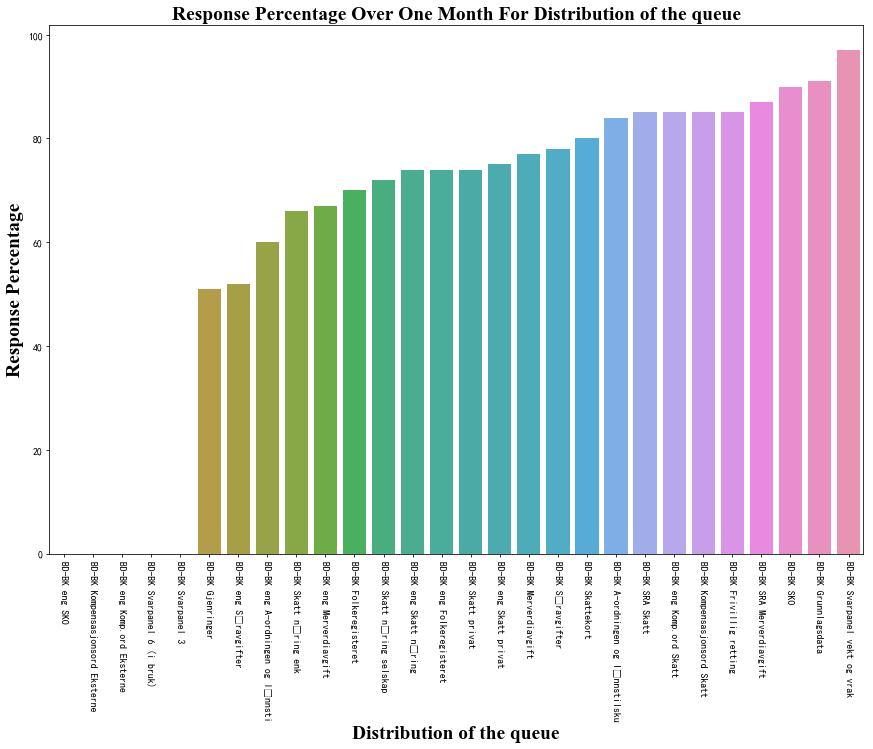 Response Percentage Over One Month For Distribution of the queue
Response Percentage
100
80
60
40
20
0
BD-BK eng SKO
BD-BK Kompensasjonsord Eksterne
BD-BK eng Komp.ord Eksterne
BD-BK Svarpanel 6 (i bruk)
BD-BK Svarpanel 3
BD-BK Gjenringer
BD-BK eng S□ravgifter
BD-BK eng A-ordningen og l□nnsti
BD-BK Skatt n□ring enk
BD-BK eng Merverdiavgift
BD-BK Folkeregisteret
BD-BK Skatt n□ring selskap
BD-BK eng Skatt n□ring
BD-BK eng Folkeregisteret
BD-BK Skatt privat
BD-BK eng Skatt privat
BD-BK Merverdiavgift
BD-BK S□ravgifter
BD-BK Skattekort
BD-BK A-ordningen og l□nnstilsku
BD-BK SRA Skatt
BD-BK eng Komp.ord Skatt
BD-BK Kompensasjonsord Skatt
BD-BK Frivillig retting
BD-BK SRA Merverdiavgift
BD-BK SKO
BD-BK Grunnlagsdata
BD-BK Svarpanel vekt og vrak
Distribution of the queue